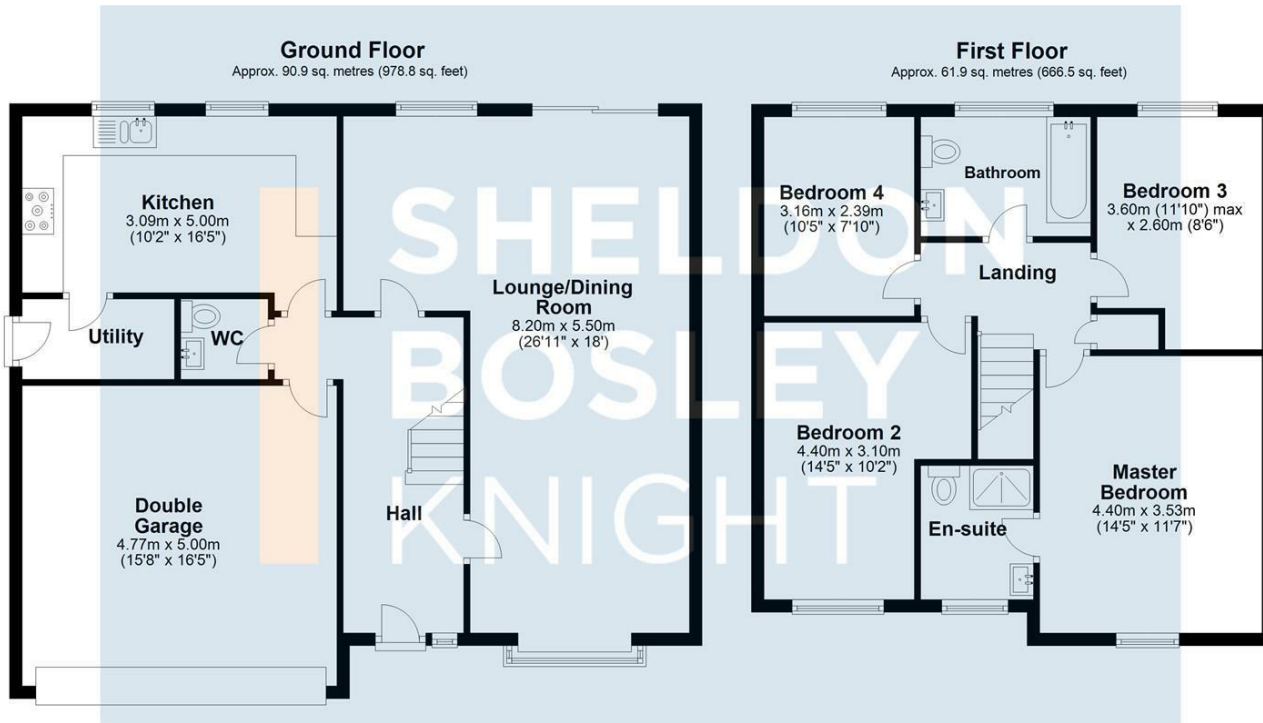 Ground Floor
Approx. 90.9 sq. metres (978.8 sq. feet)
Kitchen
3.09m x 5.00m
(10'2" x 16'5")
Utility
WC
Lounge/Dining
Room
8.20m x 5.50m
(26'11" x 18')
Double
Garage
4.77m x 5.00m
(15'8" x 16'5")
Hall
First Floor
Approx. 61.9 sq. metres (666.5 sq. feet)
Bedroom 4
3.16m x 2.39m
(10'5" x 7'10")
Bathroom
Bedroom 3
3.60m (11'10") max
x 2.60m (8'6")
Landing
Bedroom 2
4.40m x 3.10m
(14'5" x 10'2")
En-suite
Master
Bedroom
4.40m x 3.53m
(14'5" x 11'7")
SHELDON
BOSLEY
KNIGHT